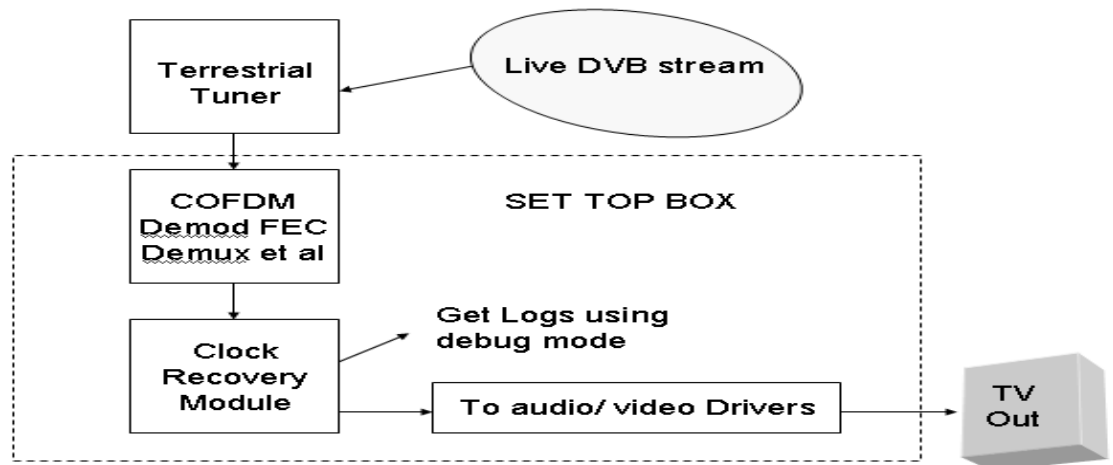 Terrestrial
Tuner
Live DVB stream
COFDM
Demod FEC
Demux et al
SET TOP BOX
Get Logs using
debug mode
Clock
Recovery
Module
To audio/ video Drivers
TV
Out